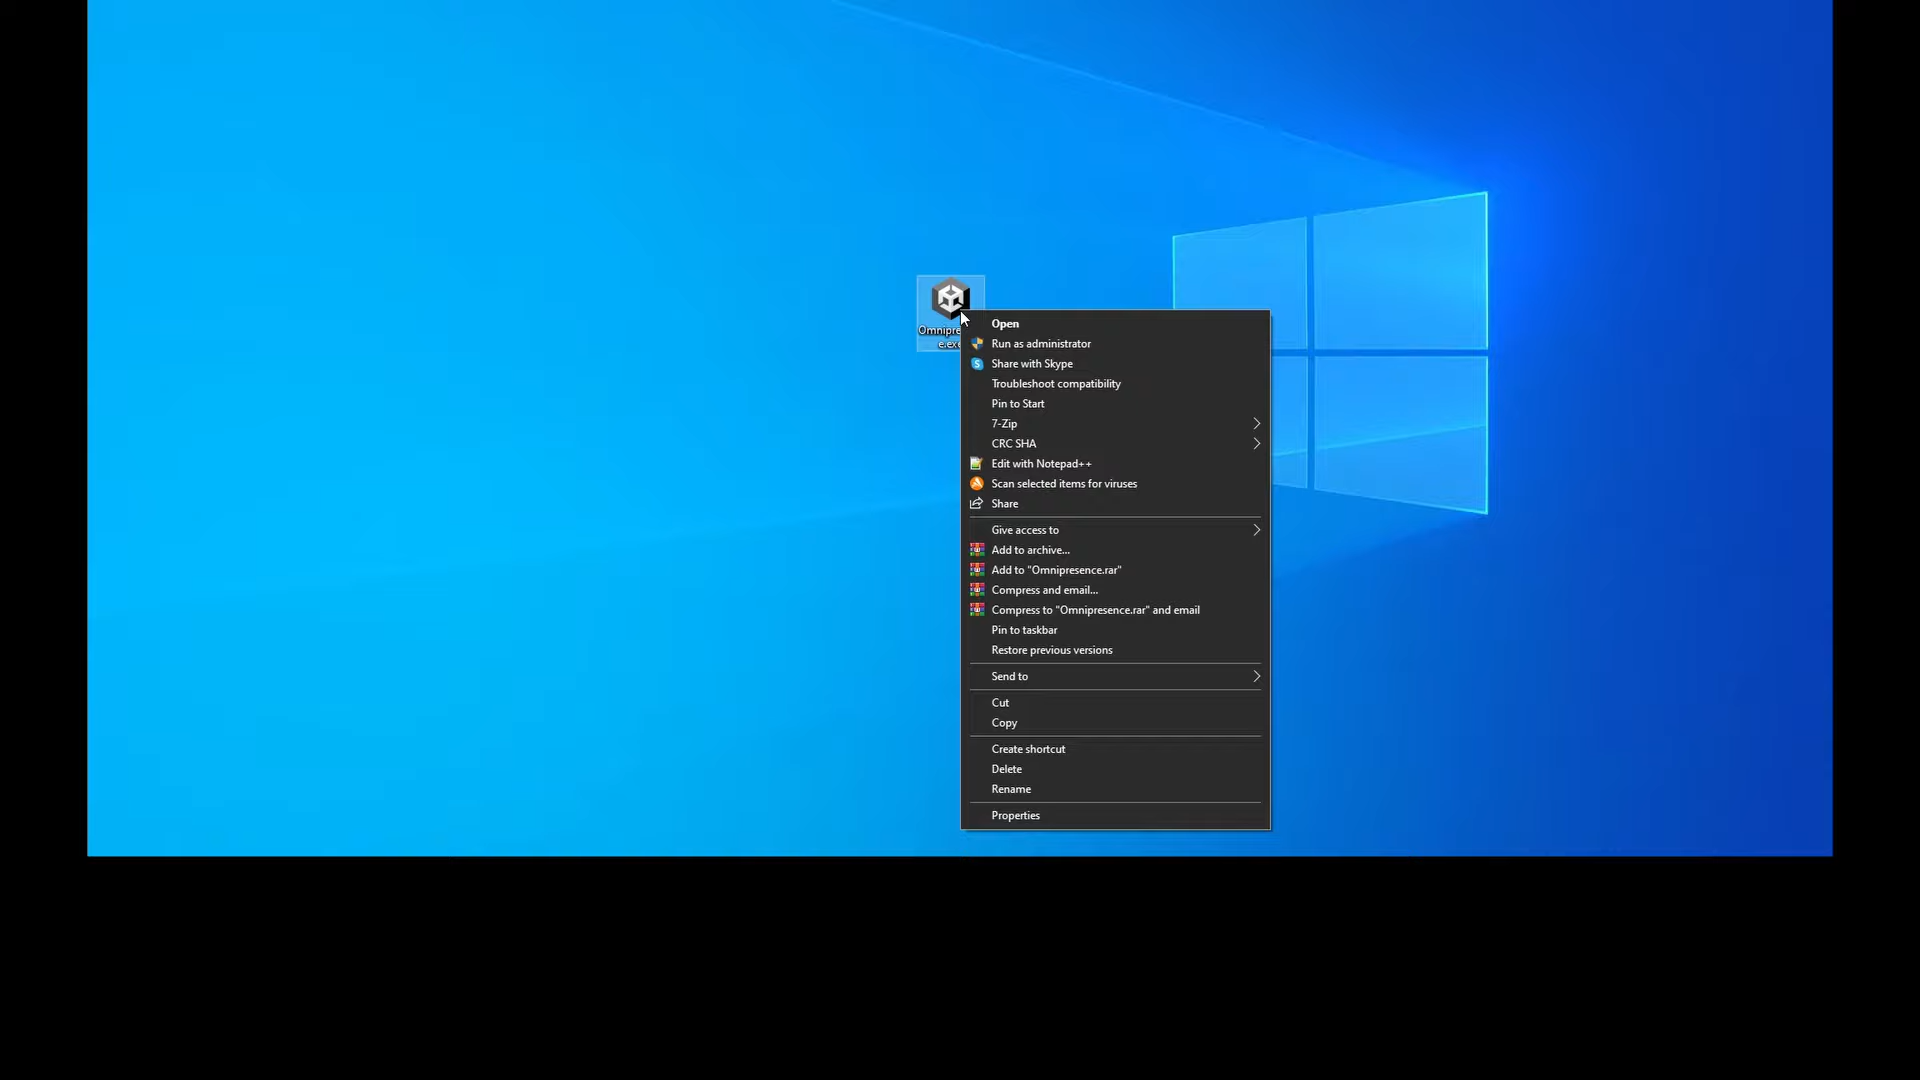 Omnipre
e.exe
Open
Run as administrator
Share with Skype
Troubleshoot compatibility
Pin to Start
7-Zip
CRC SHA
Edit with Notepad++
Scan selected items for viruses
Share
Give access to
Add to archive...
Add to "Omnipresence.rar"
Compress and email...
Compress to "Omnipresence.rar" and email
Pin to taskbar
Restore previous versions
Send to
Cut
Copy
Create shortcut
Delete
Rename
Properties